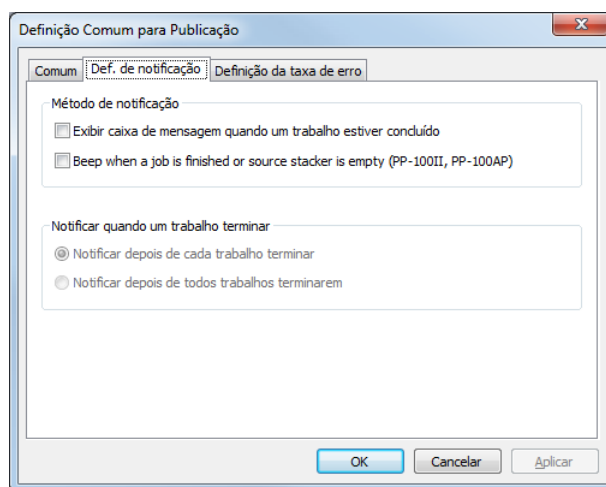 Definição Comum para Publicação
Comum Def. de notificação Definição da taxa de erro
Método de notificação
Exibir caixa de mensagem quando um trabalho estiver concluído
Beep when a job is finished or source stacker is empty (PP-100II, PP-100AP)
Notificar quando um trabalho terminar
Notificar depois de cada trabalho terminar
Notificar depois de todos trabalhos terminarem
OK Cancelar Aplicar